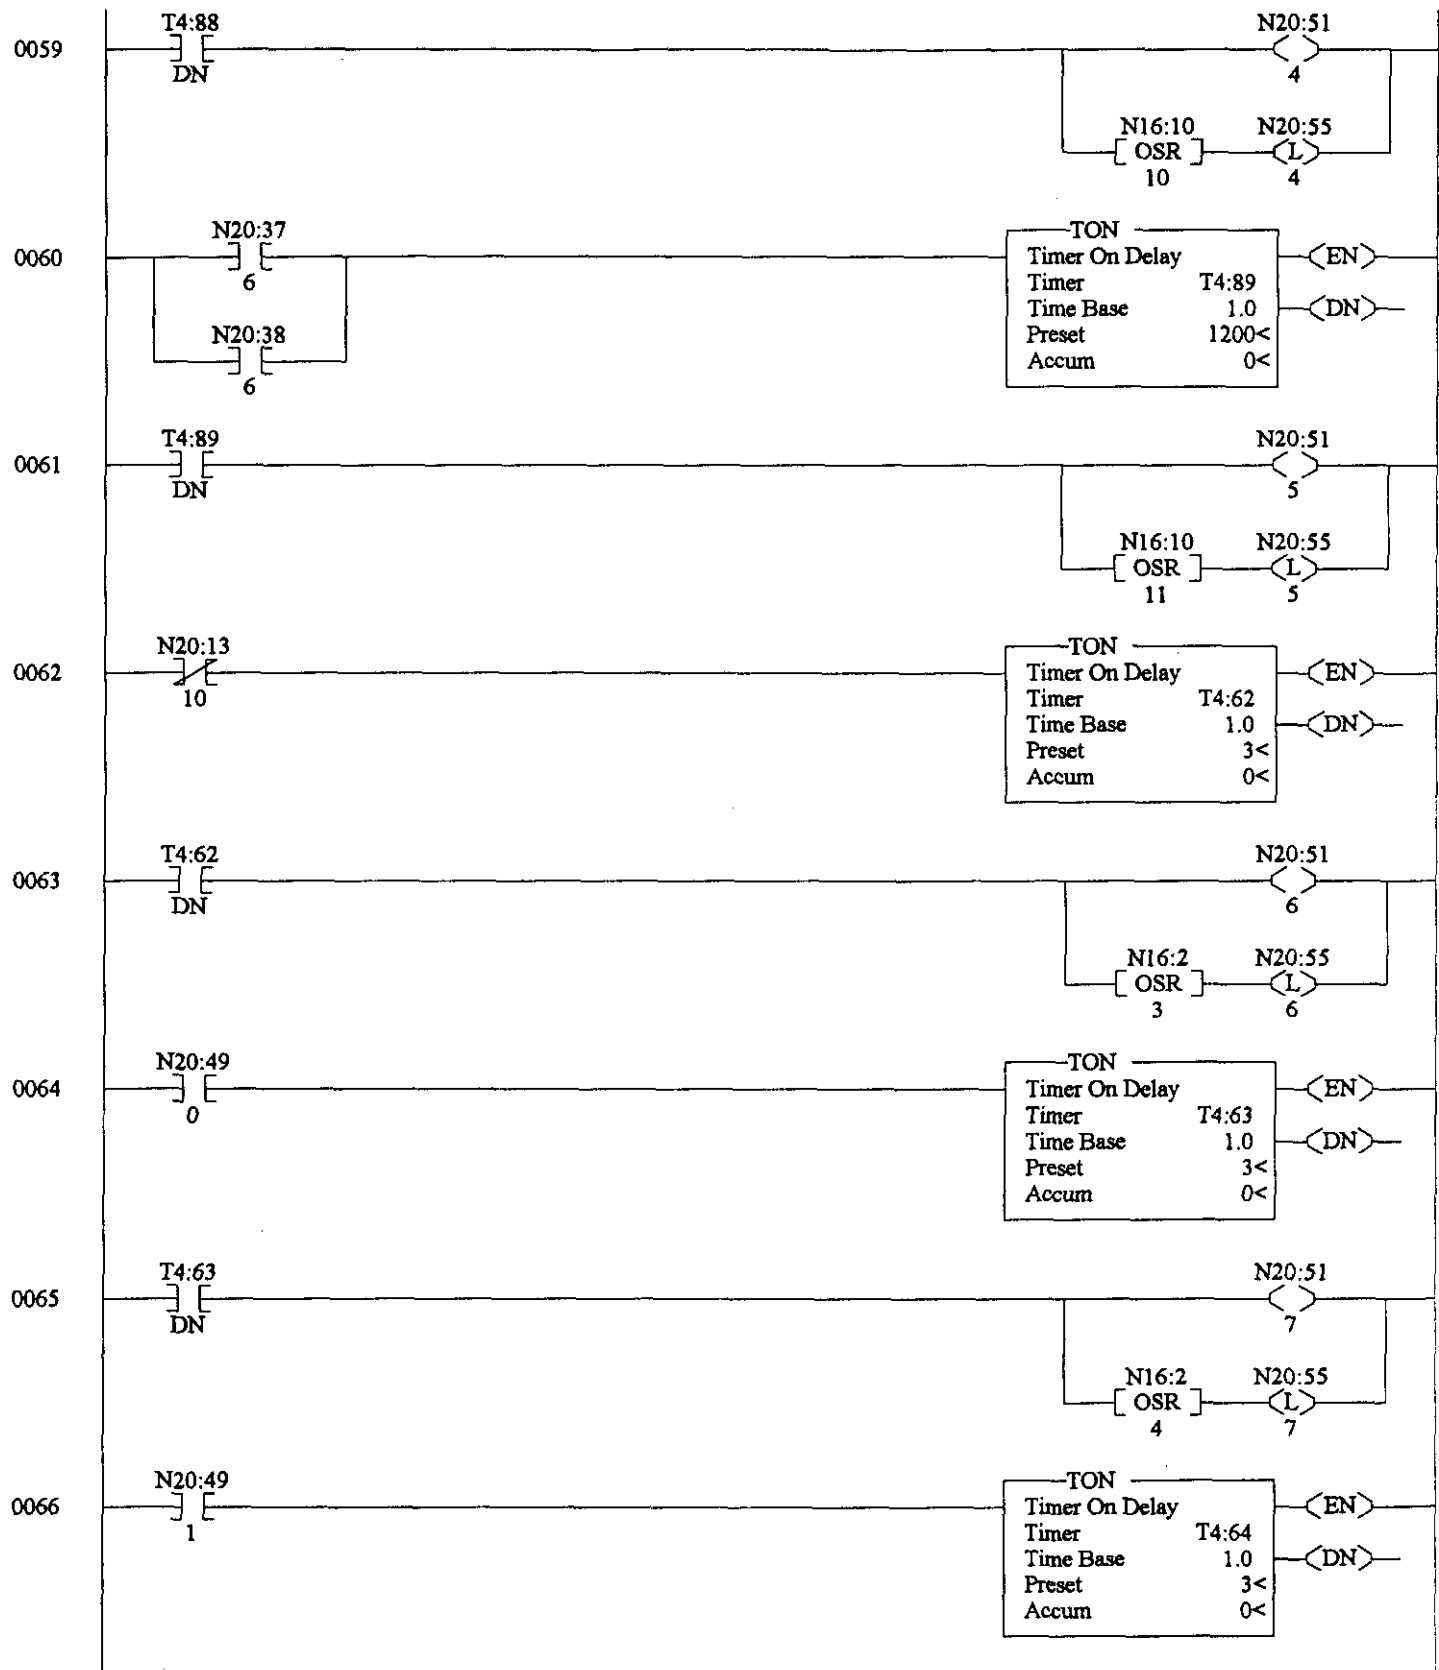 T4:88
N20:51
0059
DN
4
N16:10 N20:55
OSR L
10 4
N20:37
TON
0060
Timer On Delay EN
6
Timer T4:89
Time Base 1.0 DN
N20:38
Preset 1200<
Accum 0<
6
T4:89
N20:51
0061
DN
5
N16:10 N20:55
OSR L
11 5
N20:13
TON
0062
Timer On Delay EN
10
Timer T4:62
Time Base 1.0 DN
Preset 3<
Accum 0<
T4:62
N20:51
0063
DN
6
N16:2 N20:55
OSR L
3 6
N20:49
TON
0064
Timer On Delay EN
0
Timer T4:63
Time Base 1.0 DN
Preset 3<
Accum 0<
T4:63
N20:51
0065
DN
7
N16:2 N20:55
OSR L
4 7
N20:49
TON
0066
Timer On Delay EN
1
Timer T4:64
Time Base 1.0 DN
Preset 3<
Accum 0<